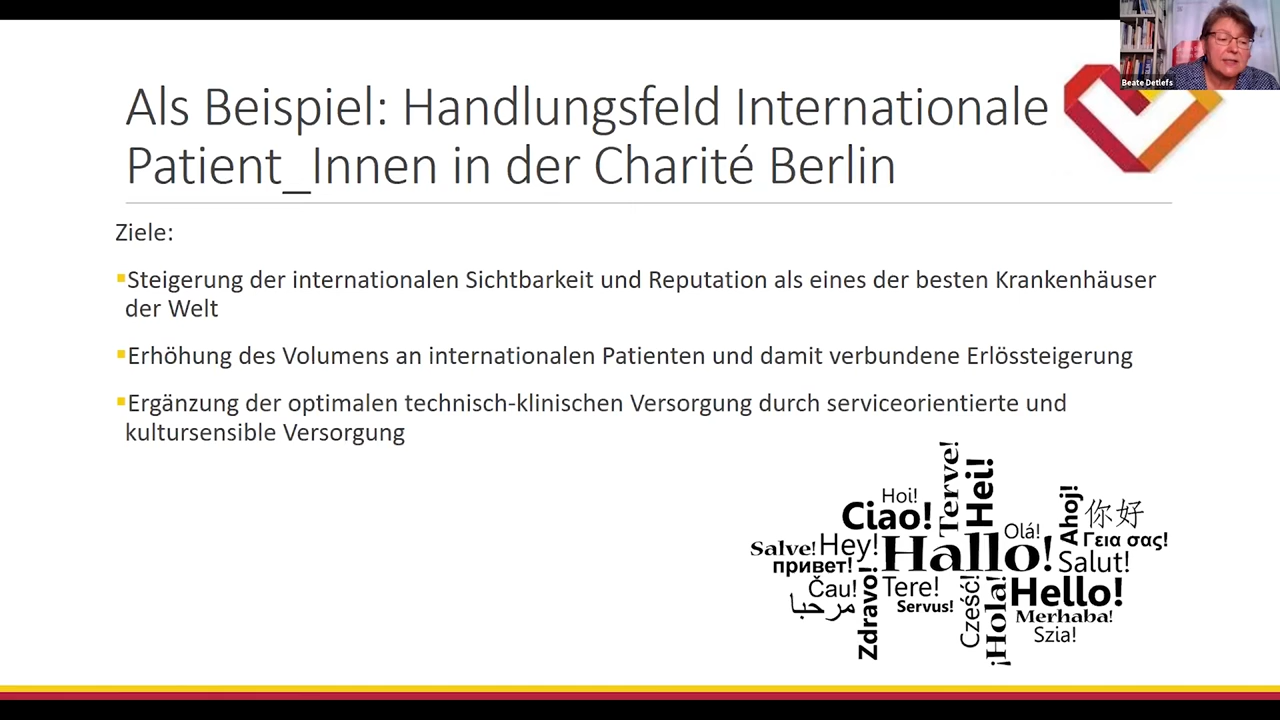 Beate Detlefs
Als Beispiel: Handlungsfeld Internationale
Patient_Innen in der Charité Berlin
Ziele:
Steigerung der internationalen Sichtbarkeit und Reputation als eines der besten Krankenhäuser
der Welt
Erhöhung des Volumens an internationalen Patienten und damit verbundene Erlössteigerung
Ergänzung der optimalen technisch-klinischen Versorgung durch serviceorientierte und
kultursensible Versorgung
Terve!
Hei!
Hoi!
Ciao!
Ahoj!
你好
Olá!
Γεια σας!
Salve!
Hey!
Hallo!
Salut!
привет!
Čau!
Tere!
Hello!
مرحبا
Zdravo!
Servus!
Cześć!
¡Hola!
Merhaba!
Szia!